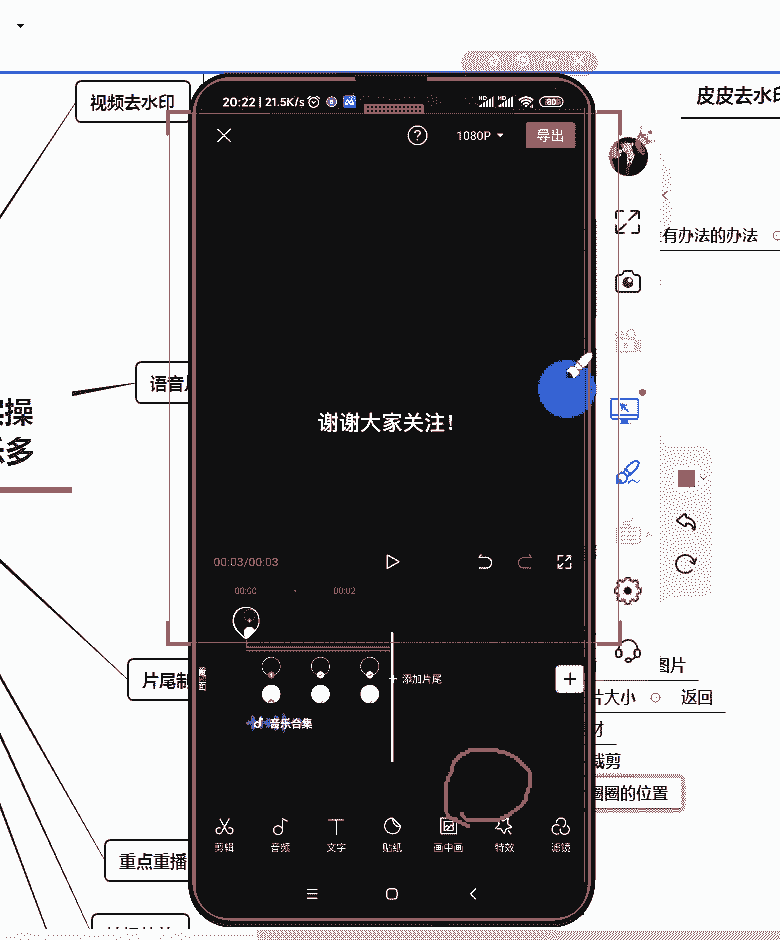 视频去水印
皮皮去水印
20:22 | 21.5K/s
HD
HD
80
1080P
导出
有办法的办法
语音
操
多
谢谢大家关注!
00:03/00:03
00:00
00:02
图片
片尾制
添加片尾
片大小
返回
音乐合集
材
裁剪
圈圈的位置
剪辑
音频
文字
贴纸
画中画
特效
滤镜
重点重播